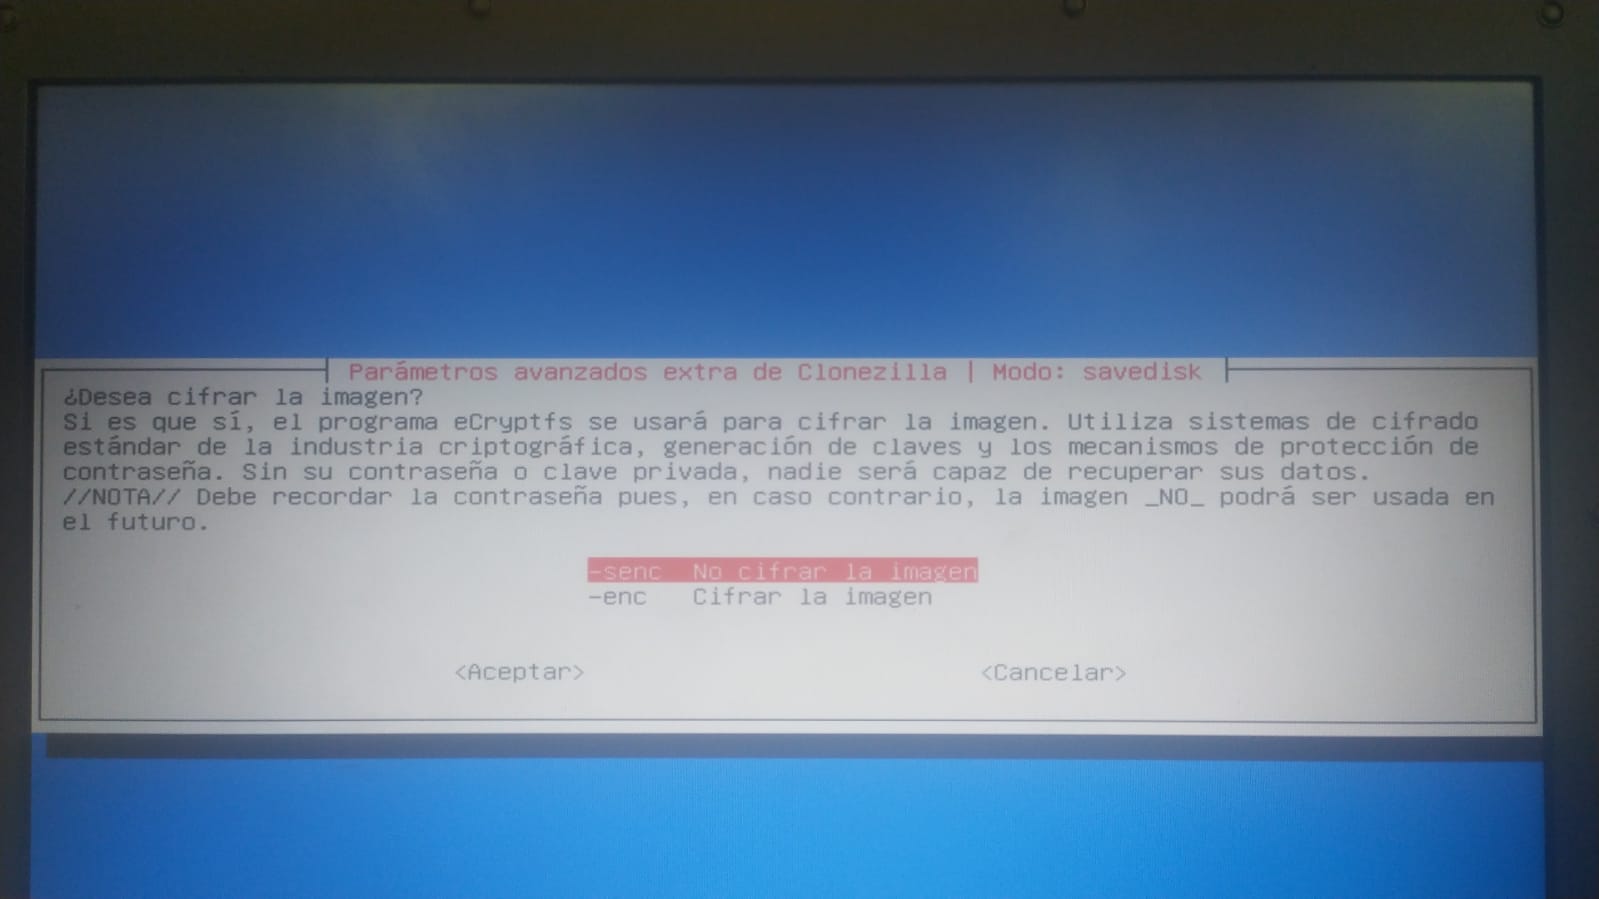 Parámetros avanzados extra de Clonezilla | Modo: savedisk
¿Desea cifrar la imagen?
Si es que sí, el programa eCryptfs se usará para cifrar la imagen. Utiliza sistemas de cifrado
estándar de la industria criptográfica, generación de claves y los mecanismos de protección de
contraseña. Sin su contraseña o clave privada, nadie será capaz de recuperar sus datos.
//NOTA// Debe recordar la contraseña pues, en caso contrario, la imagen _NO_ podrá ser usada en
el futuro.
-senc No cifrar la imagen
-enc Cifrar la imagen
<Aceptar> <Cancelar>